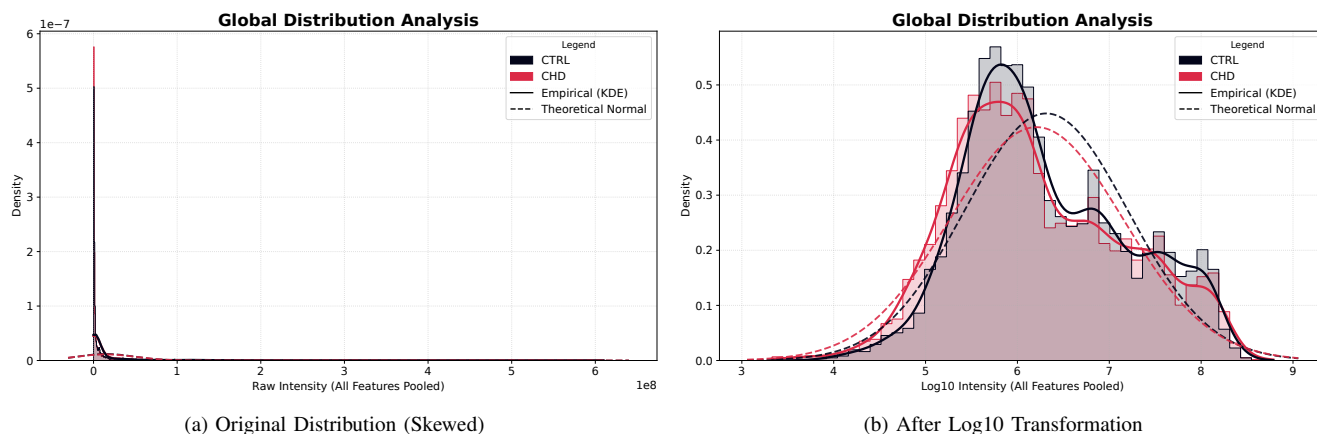 Global Distribution Analysis
1e−7
6
5
4
3
2
1
0
Density
0
1
2
3
4
5
6
1e8
Raw Intensity (All Features Pooled)
Legend
CTRL
CHD
Empirical (KDE)
Theoretical Normal
(a) Original Distribution (Skewed)
Global Distribution Analysis
0.5
0.4
0.3
0.2
0.1
0.0
Density
3
4
5
6
7
8
9
Log10 Intensity (All Features Pooled)
Legend
CTRL
CHD
Empirical (KDE)
Theoretical Normal
(b) After Log10 Transformation